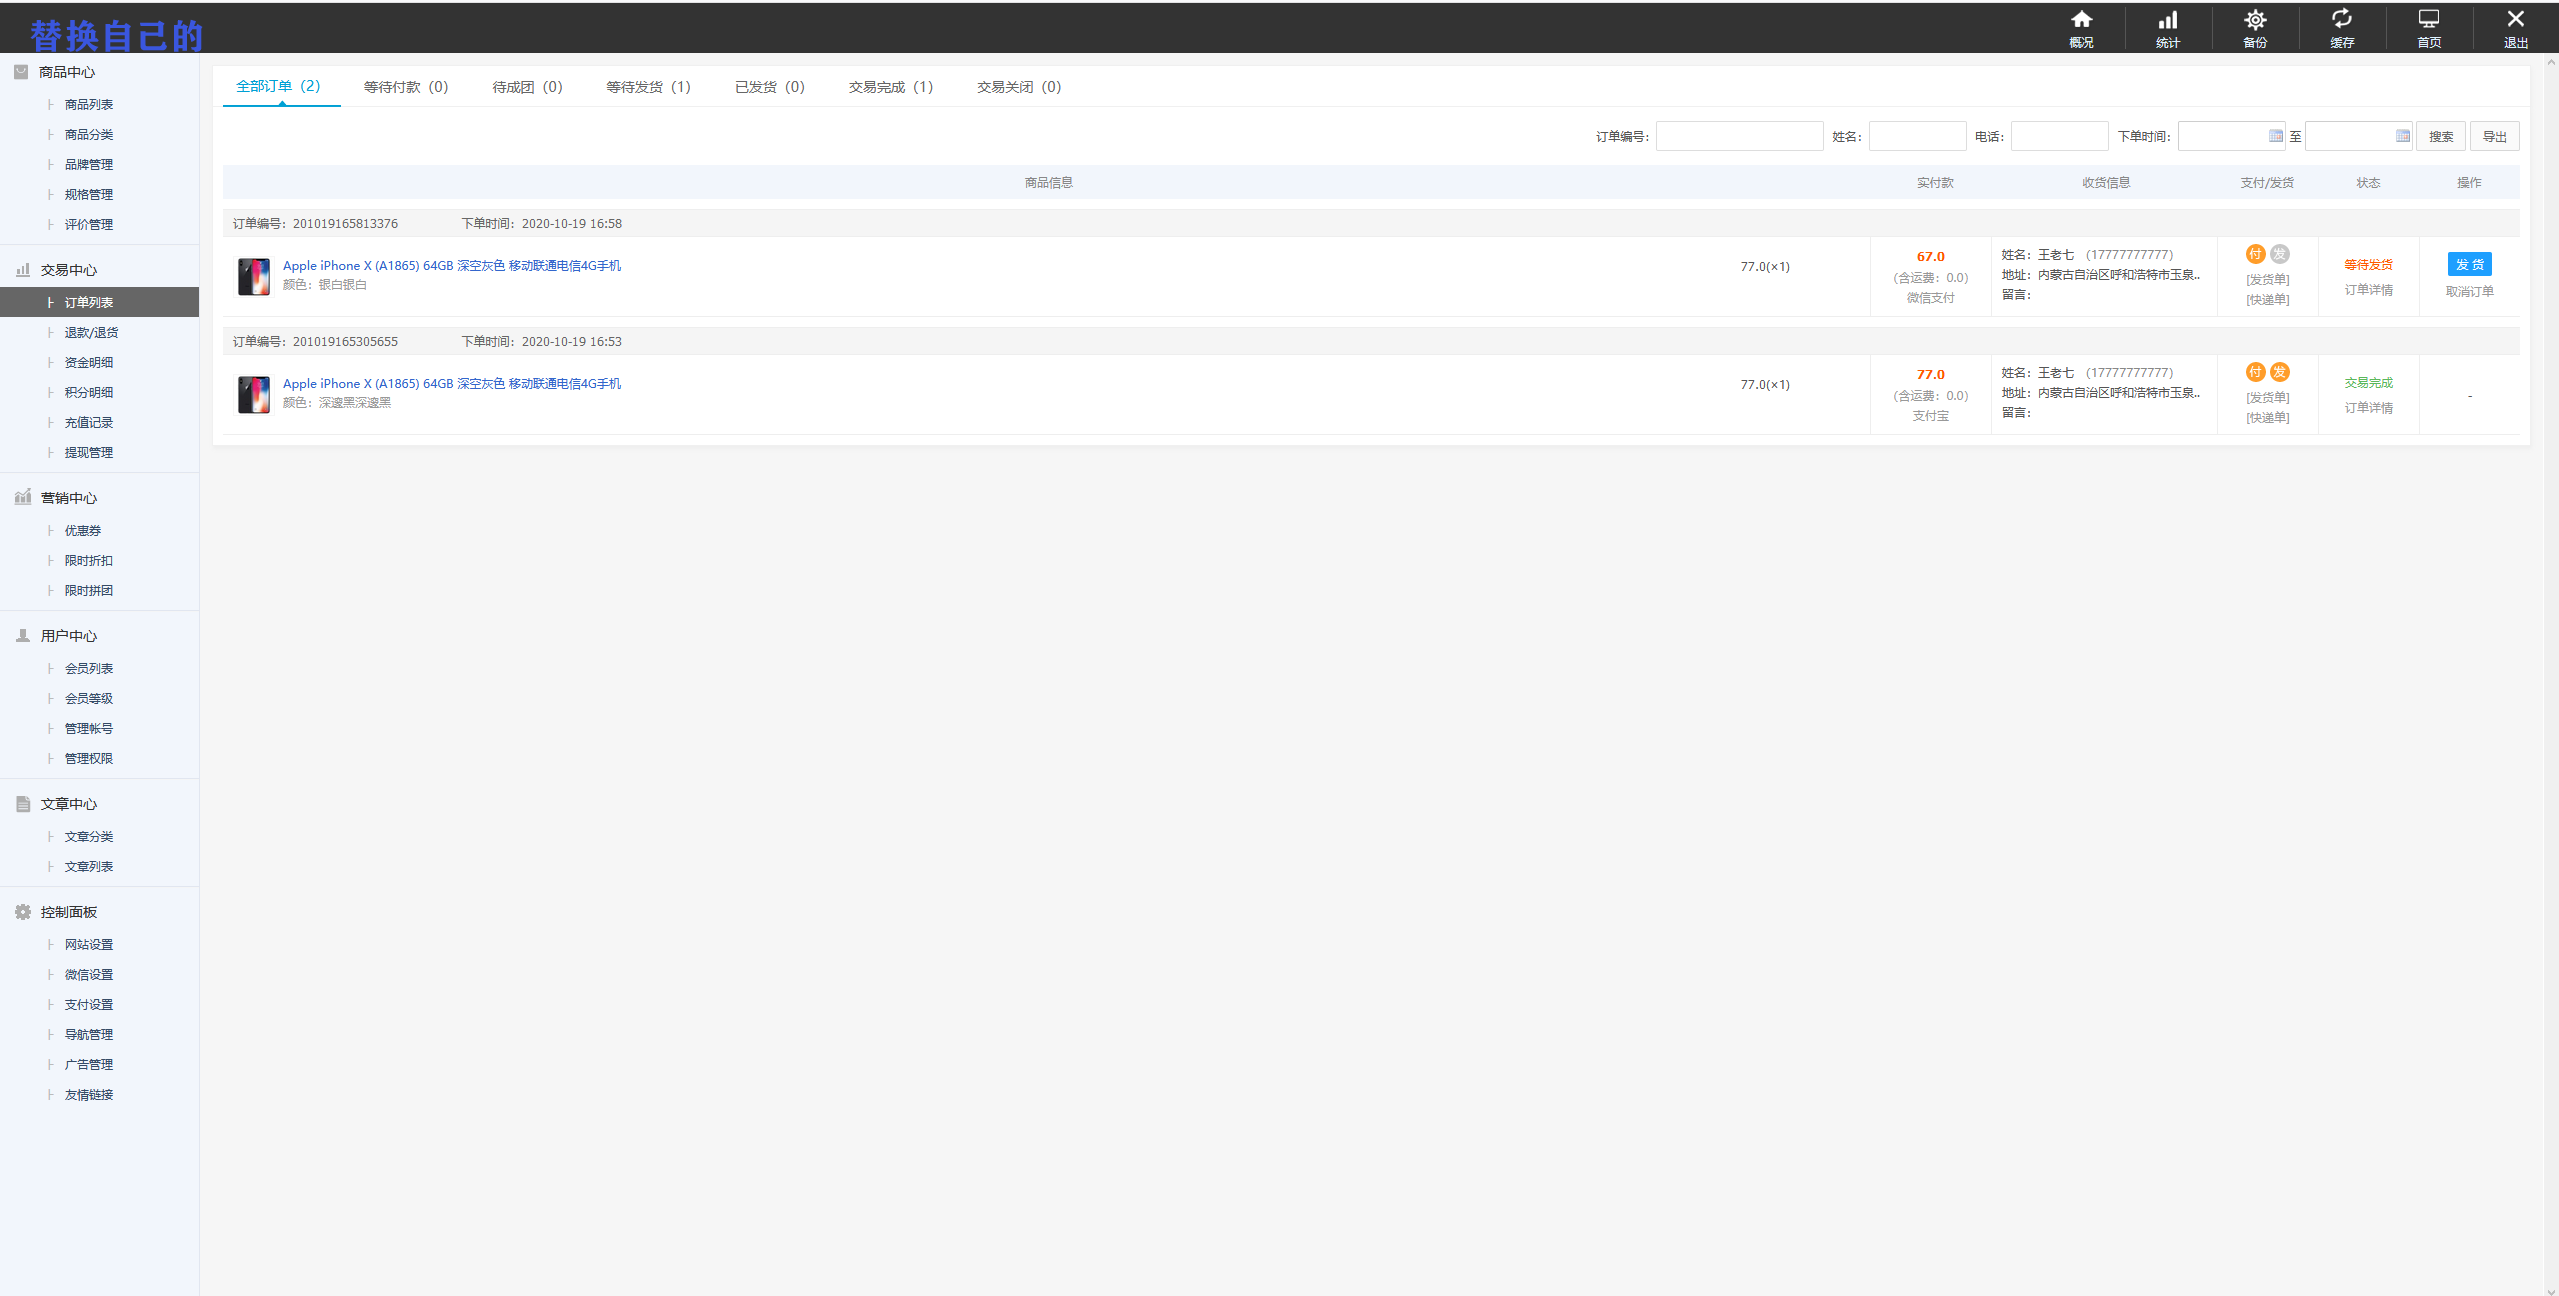 替换自己的
概况
统计
备份
缓存
首页
退出
商品中心
├ 商品列表
├ 商品分类
├ 品牌管理
├ 规格管理
├ 评价管理
交易中心
├ 订单列表
├ 退款/退货
├ 资金明细
├ 积分明细
├ 充值记录
├ 提现管理
营销中心
├ 优惠券
├ 限时折扣
├ 限时拼团
用户中心
├ 会员列表
├ 会员等级
├ 管理帐号
├ 管理权限
文章中心
├ 文章分类
├ 文章列表
控制面板
├ 网站设置
├ 微信设置
├ 支付设置
├ 导航管理
├ 广告管理
├ 友情链接
全部订单（2） 等待付款（0） 待成团（0） 等待发货（1） 已发货（0） 交易完成（1） 交易关闭（0）
订单编号： 姓名： 电话： 下单时间： 至 搜索 导出
商品信息 实付款 收货信息 支付/发货 状态 操作
订单编号：201019165813376 下单时间：2020-10-19 16:58
Apple iPhone X (A1865) 64GB 深空灰色 移动联通电信4G手机
颜色：银白银白
77.0(×1)
67.0
(含运费：0.0)
微信支付
姓名：王老七 （17777777777）
地址：内蒙古自治区呼和浩特市玉泉..
留言：
付 发
[发货单]
[快递单]
等待发货
订单详情
发 货
取消订单
订单编号：201019165305655 下单时间：2020-10-19 16:53
Apple iPhone X (A1865) 64GB 深空灰色 移动联通电信4G手机
颜色：深邃黑深邃黑
77.0(×1)
77.0
(含运费：0.0)
支付宝
姓名：王老七 （17777777777）
地址：内蒙古自治区呼和浩特市玉泉..
留言：
付 发
[发货单]
[快递单]
交易完成
订单详情
-